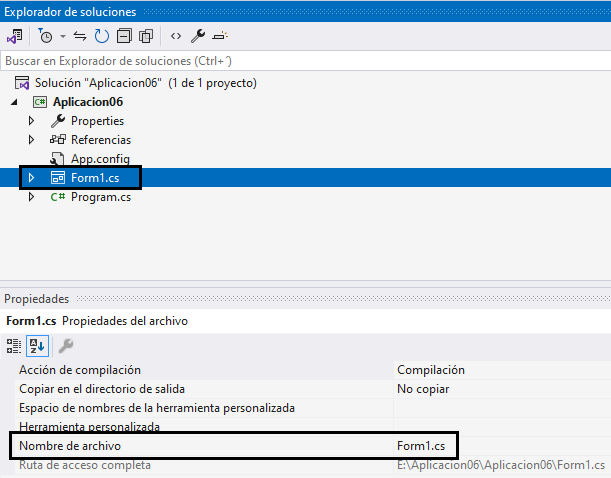 Explorador de soluciones
Buscar en Explorador de soluciones (Ctrl+´)
Solución "Aplicacion06" (1 de 1 proyecto)
C# Aplicacion06
Properties
Referencias
App.config
Form1.cs
C# Program.cs
Propiedades
Form1.cs Propiedades del archivo
Acción de compilación Compilación
Copiar en el directorio de salida No copiar
Espacio de nombres de la herramienta personalizada
Herramienta personalizada
Nombre de archivo Form1.cs
Ruta de acceso completa E:\Aplicacion06\Aplicacion06\Form1.cs